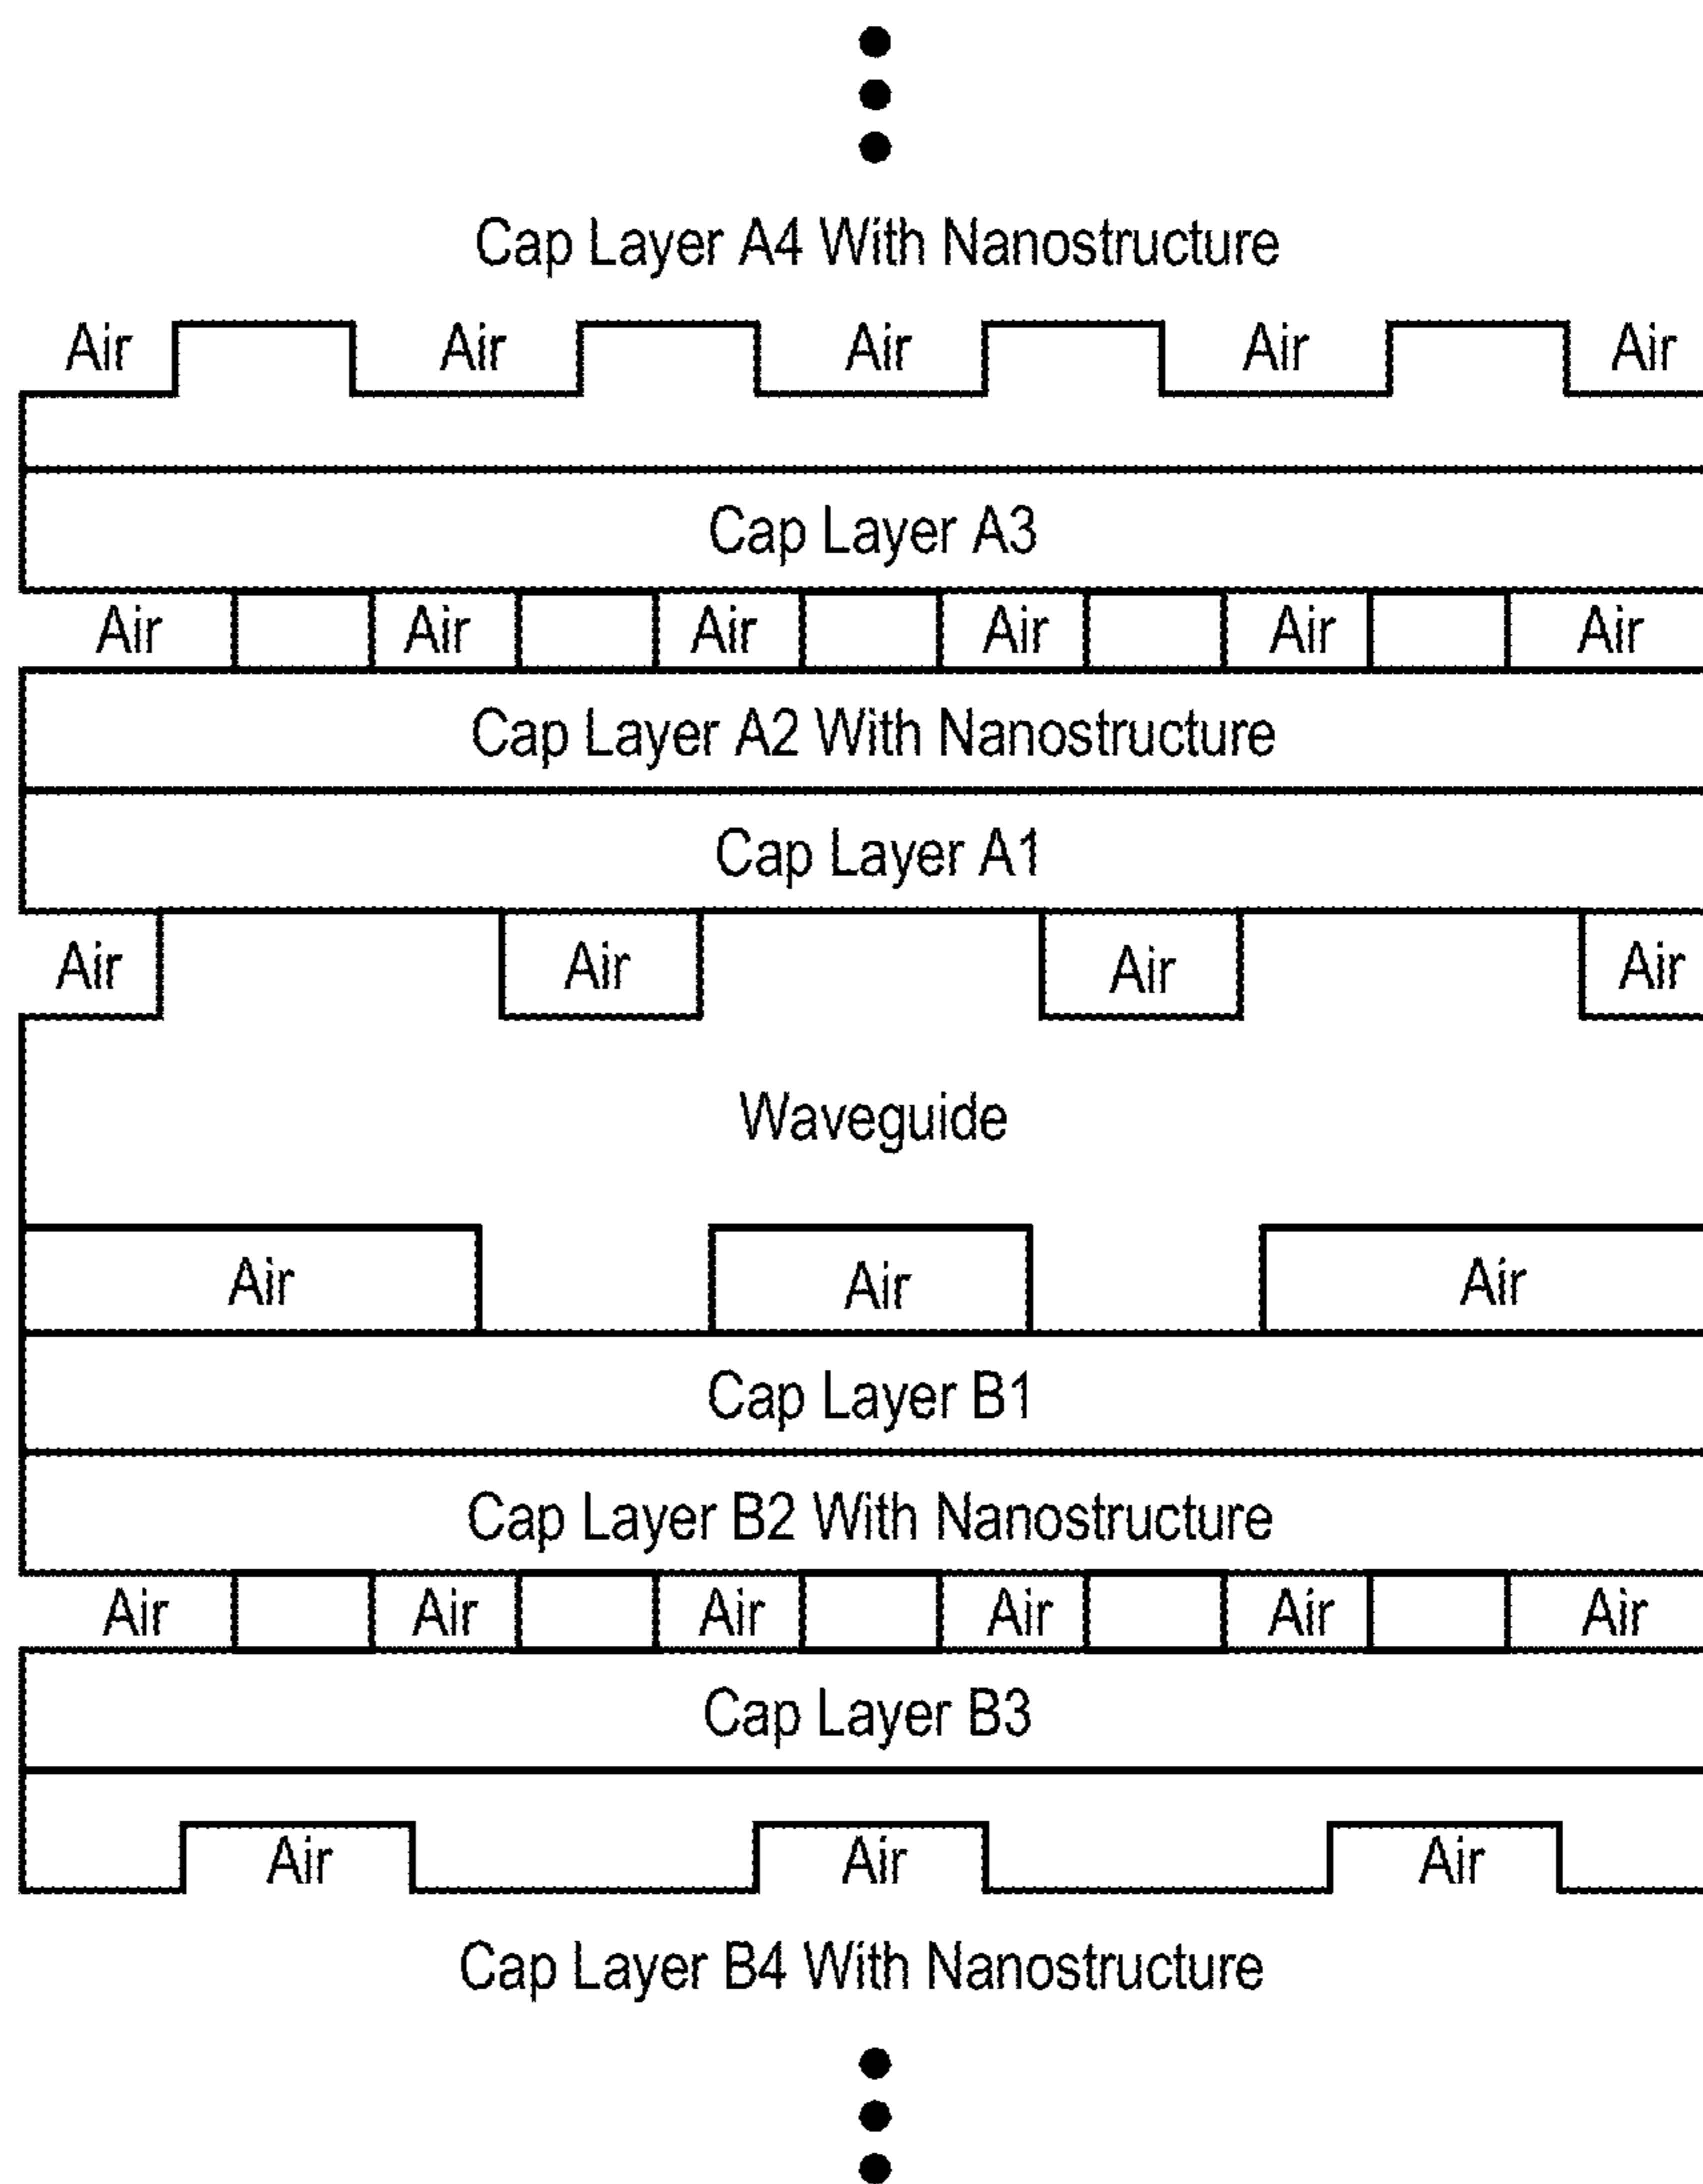 Cap Layer A4 With Nanostructure
Air Air Air Air Air
Cap Layer A3
Air Air Air Air Air Air
Cap Layer A2 With Nanostructure
Cap Layer A1
Air Air Air Air
Waveguide
Air Air Air
Cap Layer B1
Cap Layer B2 With Nanostructure
Air Air Air Air Air Air
Cap Layer B3
Air Air Air
Cap Layer B4 With Nanostructure